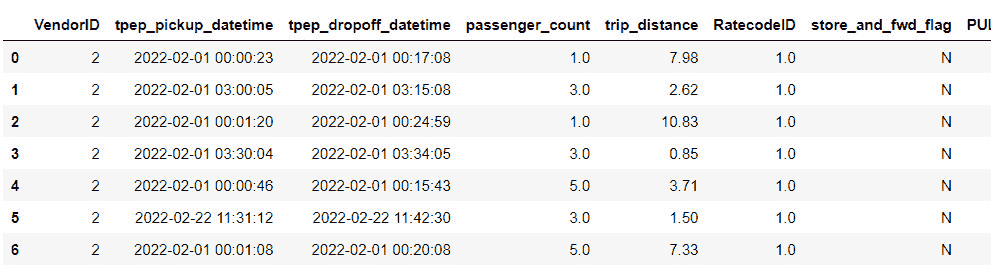 VendorID tpep_pickup_datetime tpep_dropoff_datetime passenger_count trip_distance RatecodeID store_and_fwd_flag PUL
0 2 2022-02-01 00:00:23 2022-02-01 00:17:08 1.0 7.98 1.0 N
1 2 2022-02-01 03:00:05 2022-02-01 03:15:08 3.0 2.62 1.0 N
2 2 2022-02-01 00:01:20 2022-02-01 00:24:59 1.0 10.83 1.0 N
3 2 2022-02-01 03:30:04 2022-02-01 03:34:05 3.0 0.85 1.0 N
4 2 2022-02-01 00:00:46 2022-02-01 00:15:43 5.0 3.71 1.0 N
5 2 2022-02-22 11:31:12 2022-02-22 11:42:30 3.0 1.50 1.0 N
6 2 2022-02-01 00:01:08 2022-02-01 00:20:08 5.0 7.33 1.0 N